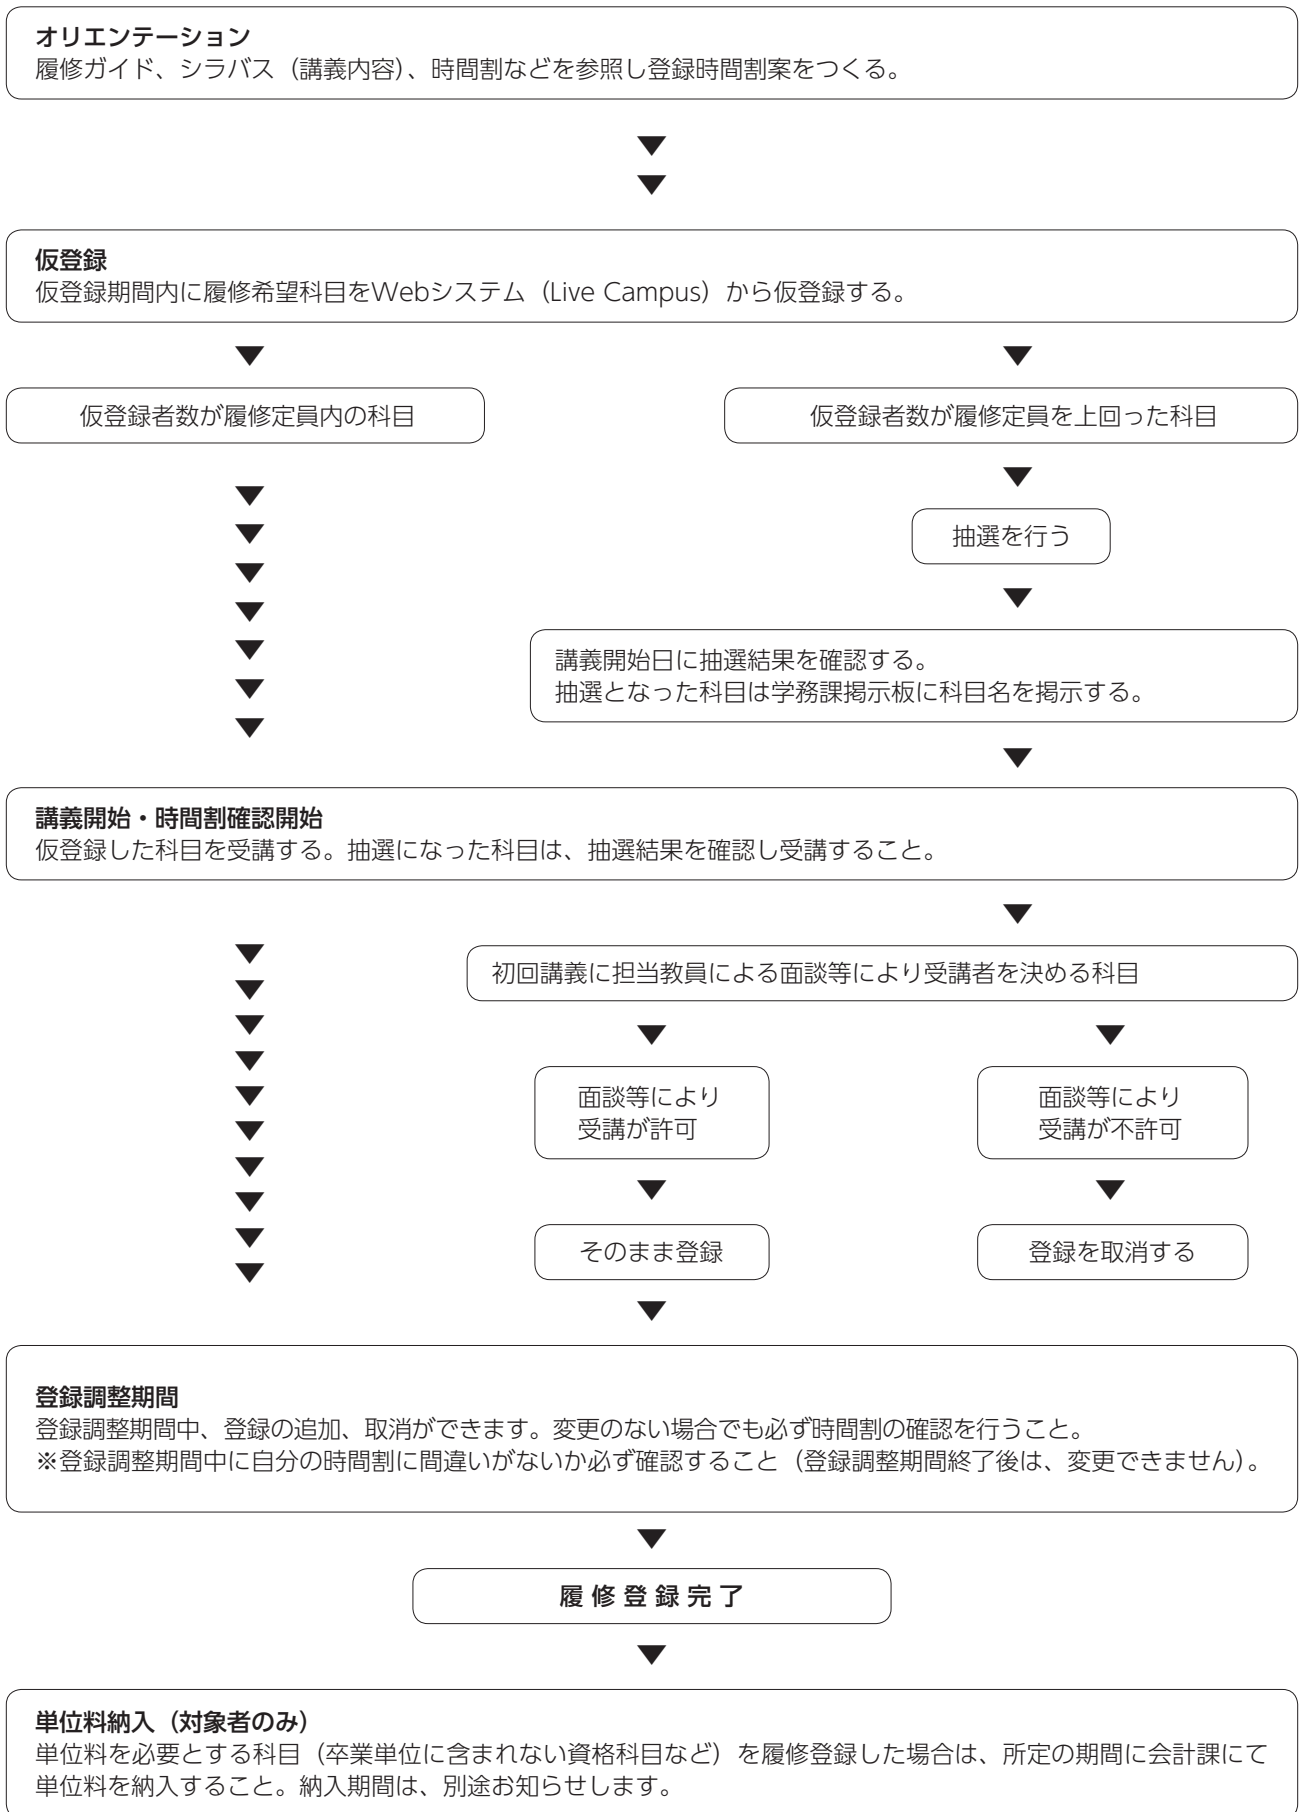 オリエンテーション
履修ガイド、シラバス（講義内容）、時間割などを参照し登録時間割案をつくる。
仮登録
仮登録期間内に履修希望科目をWebシステム（Live Campus）から仮登録する。
仮登録者数が履修定員内の科目
仮登録者数が履修定員を上回った科目
抽選を行う
講義開始日に抽選結果を確認する。
抽選となった科目は学務課掲示板に科目名を掲示する。
講義開始・時間割確認開始
仮登録した科目を受講する。抽選になった科目は、抽選結果を確認し受講すること。
初回講義に担当教員による面談等により受講者を決める科目
面談等により
受講が許可
面談等により
受講が不許可
そのまま登録
登録を取消する
登録調整期間
登録調整期間中、登録の追加、取消ができます。変更のない場合でも必ず時間割の確認を行うこと。
※登録調整期間中に自分の時間割に間違いがないか必ず確認すること（登録調整期間終了後は、変更できません）。
履修登録完了
単位料納入（対象者のみ）
単位料を必要とする科目（卒業単位に含まれない資格科目など）を履修登録した場合は、所定の期間に会計課にて
単位料を納入すること。納入期間は、別途お知らせします。